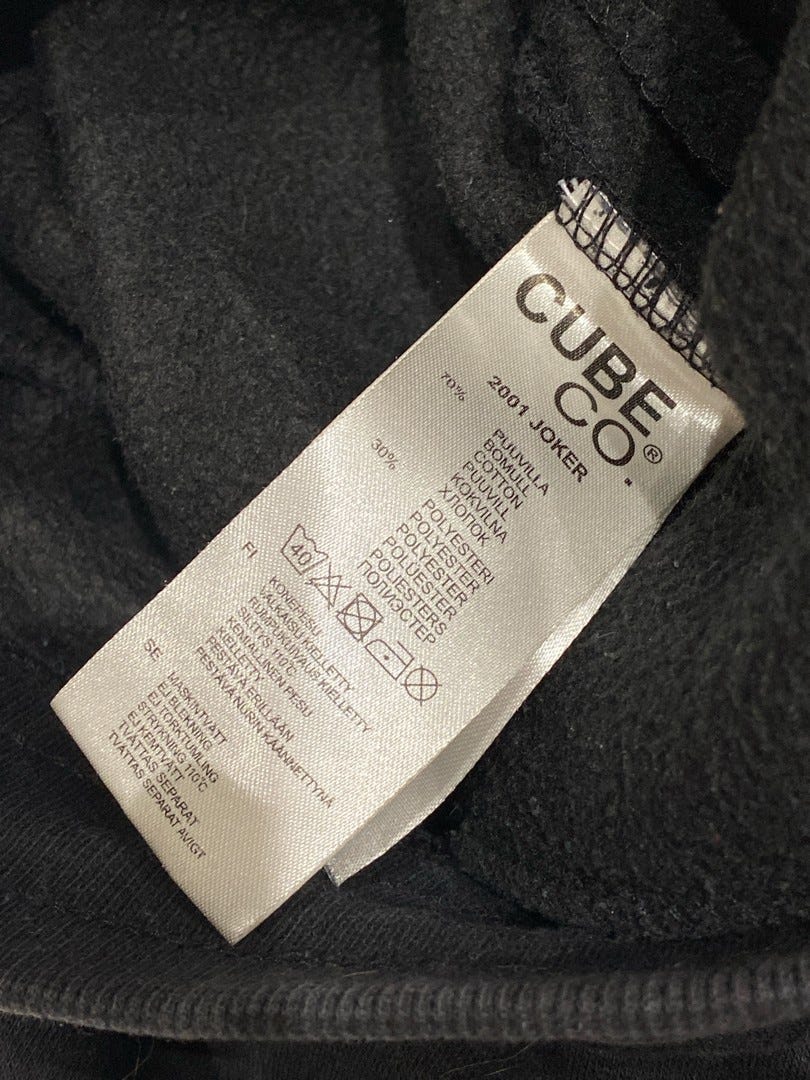 CUBE
CO®.
2001 JOKER
70% PUUVILLA
BOMULL
COTTON
PUUVILL
KOKVILNA
ХЛОПОК
30% POLYESTERI
POLYESTER
POLYESTER
POLÜESTER
POLIESTERS
ПОЛИЭСТЕР
40
FI KONEPESU
VALKAISU KIELLETTY
RUMPUKUIVAUS KIELLETTY
SILITYS 110°C
KEMIALLINEN PESU
KIELLETTY
PESTÄVÄ ERILLÄÄN
PESTÄVÄ NURIN KÄÄNNETTYNÄ
SE MASKINTVÄTT
EJ BLEKNING
EJ TORKTUMLING
STRYKNING 110°C
EJ KEMTVÄTT
TVÄTTAS SEPARAT
TVÄTTAS SEPARAT AVIGT